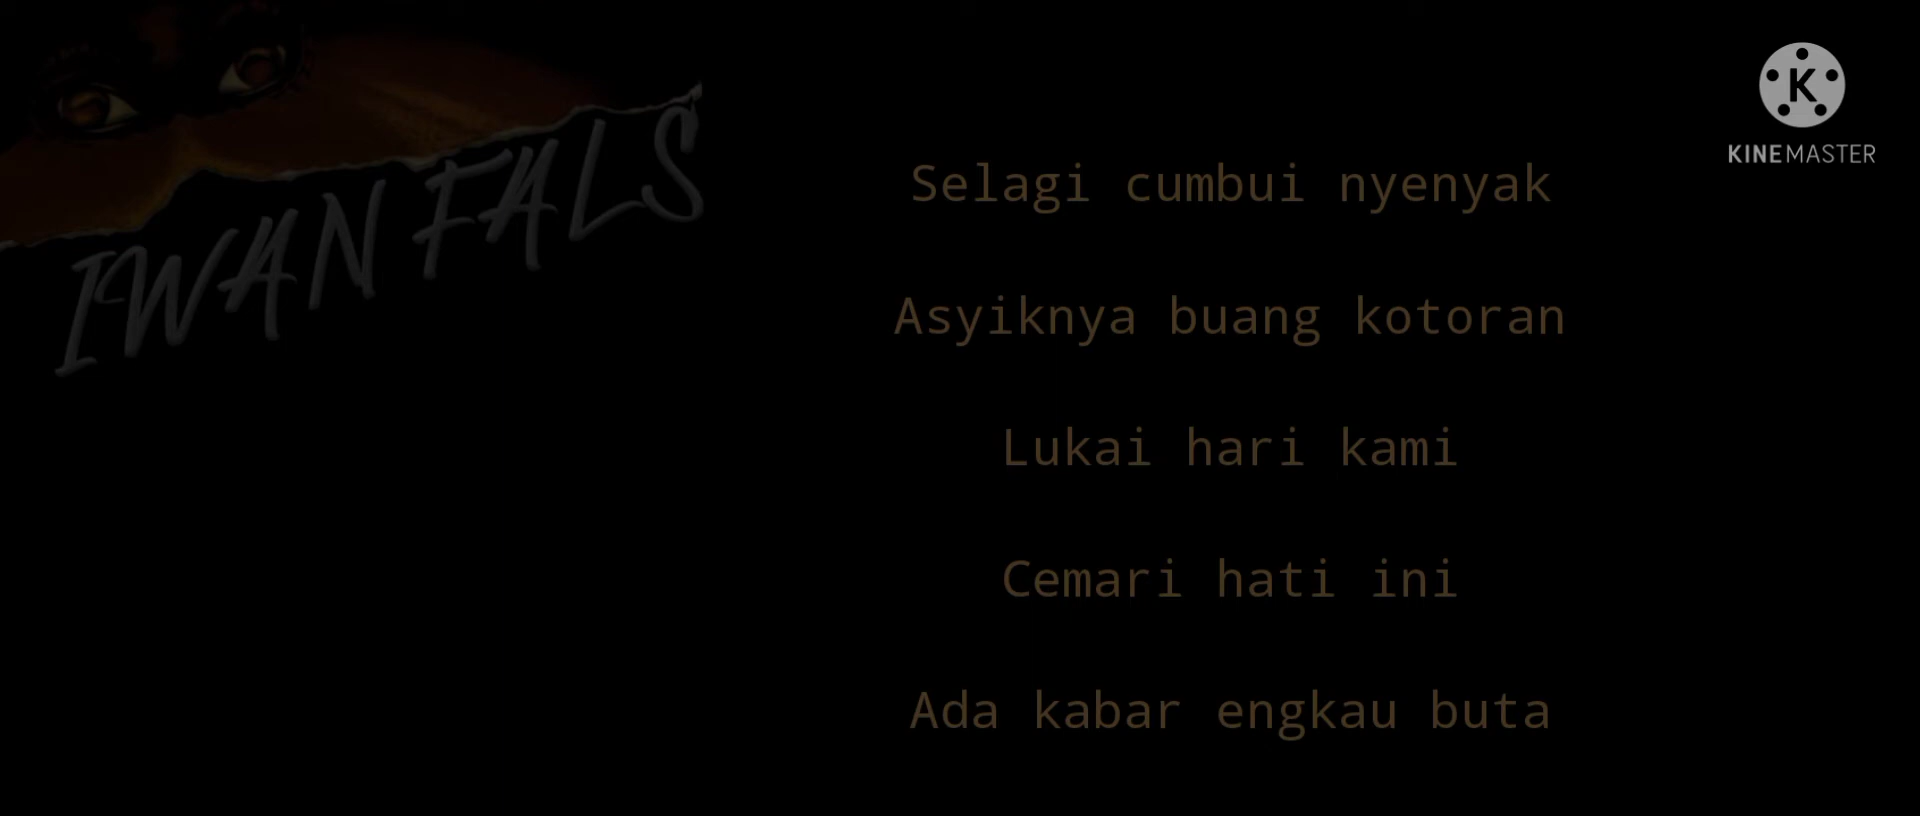 IWAN FALS
KINEMASTER
Selagi cumbui nyenyak
Asyiknya buang kotoran
Lukai hari kami
Cemari hati ini
Ada kabar engkau buta